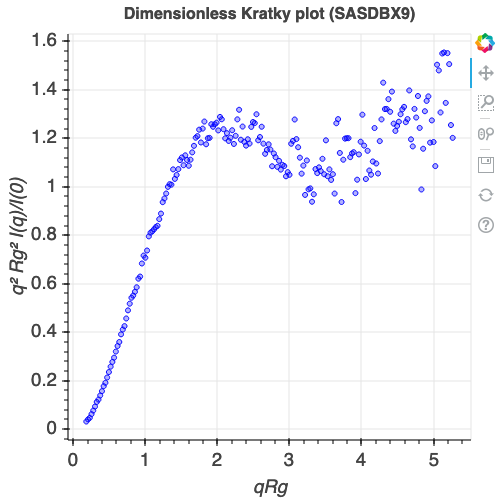 Dimensionless Kratky plot (SASDBX9)
1.6
1.4
1.2
1
0.8
0.6
0.4
0.2
0
q² Rg² I(q)/I(0)
0 1 2 3 4 5
qRg